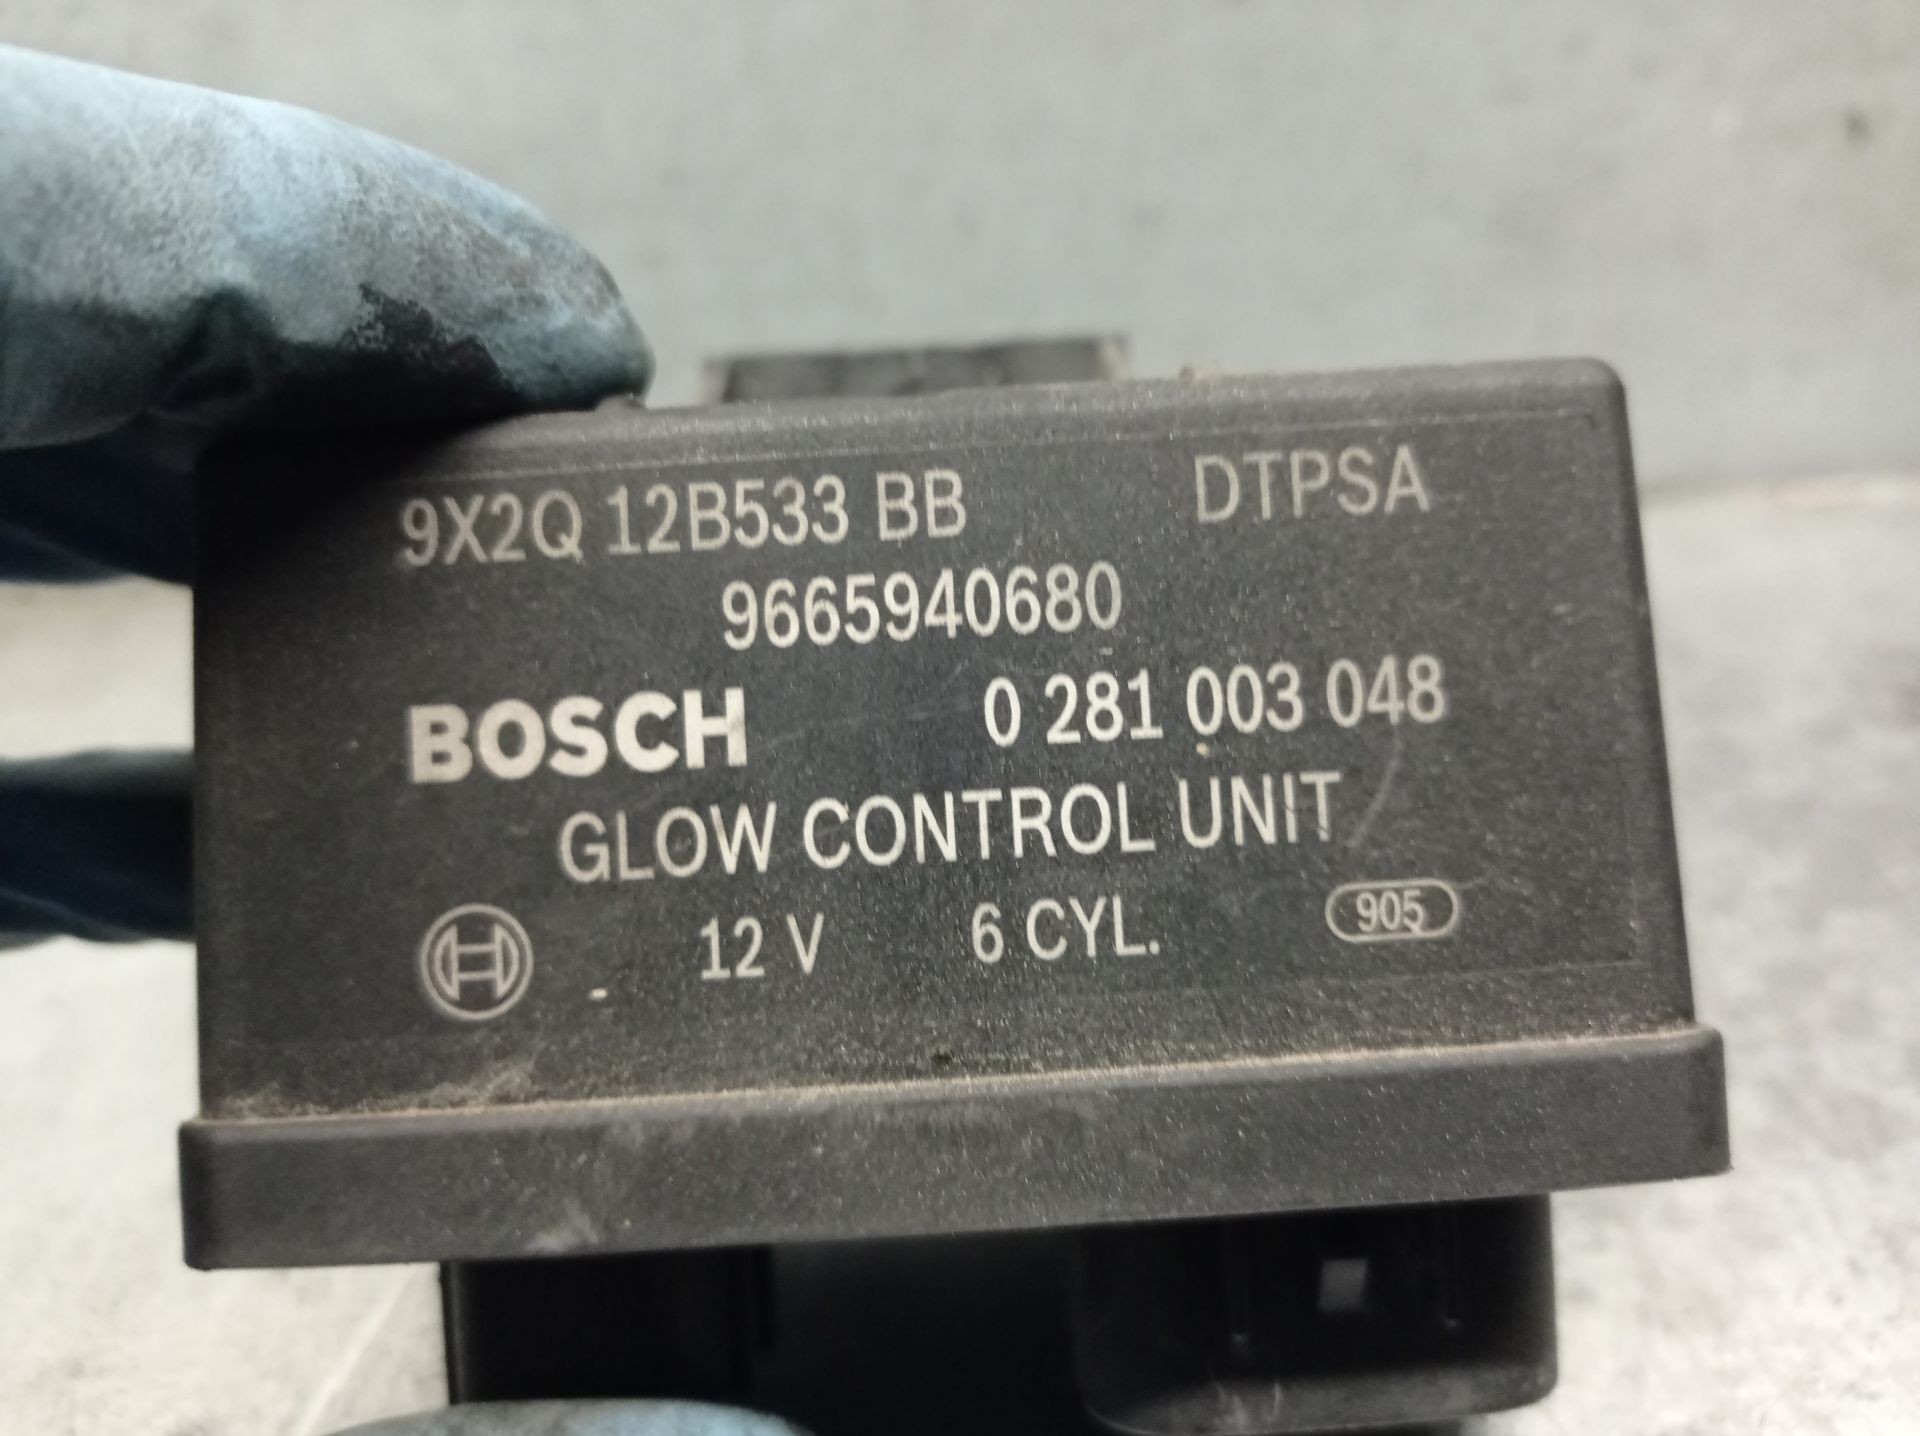 9X2Q 12B533 BB DTPSA
9665940680
BOSCH 0 281 003 048
GLOW CONTROL UNIT
12 V 6 CYL. 905